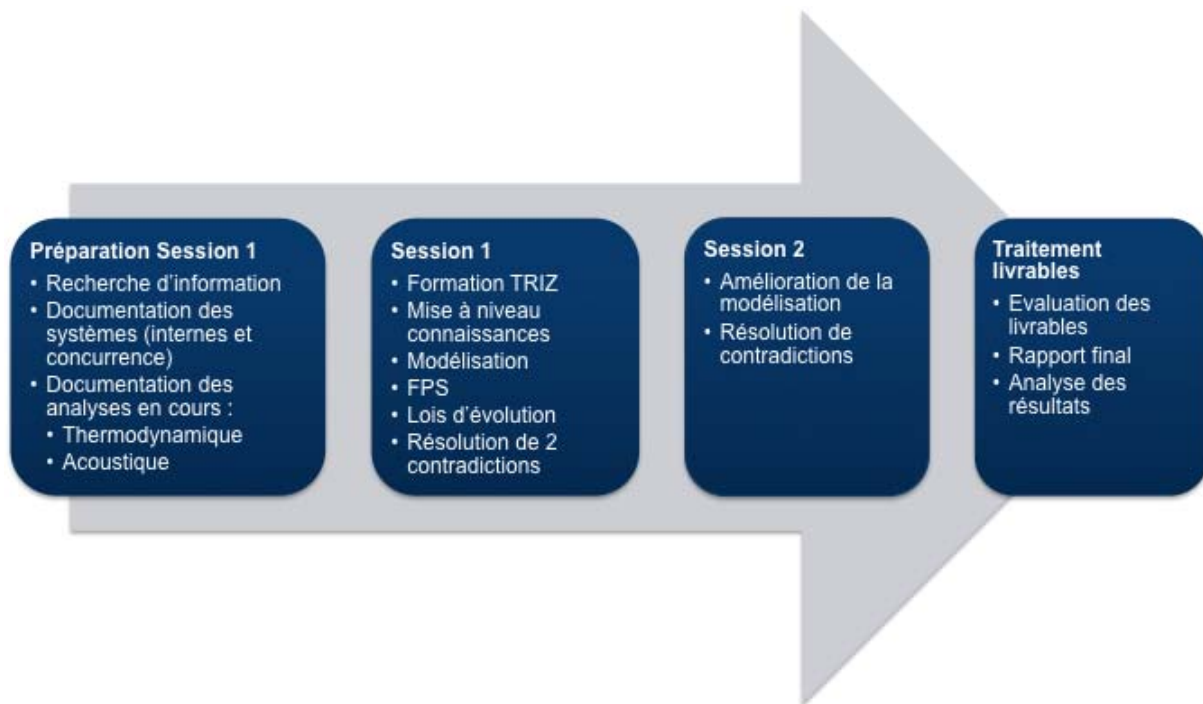 Préparation Session 1
• Recherche d'information
• Documentation des
systèmes (internes et
concurrence)
• Documentation des
analyses en cours :
• Thermodynamique
• Acoustique
Session 1
• Formation TRIZ
• Mise à niveau
connaissances
• Modélisation
• FPS
• Lois d'évolution
• Résolution de 2
contradictions
Session 2
• Amélioration de la
modélisation
• Résolution de
contradictions
Traitement
livrables
• Evaluation des
livrables
• Rapport final
• Analyse des
résultats